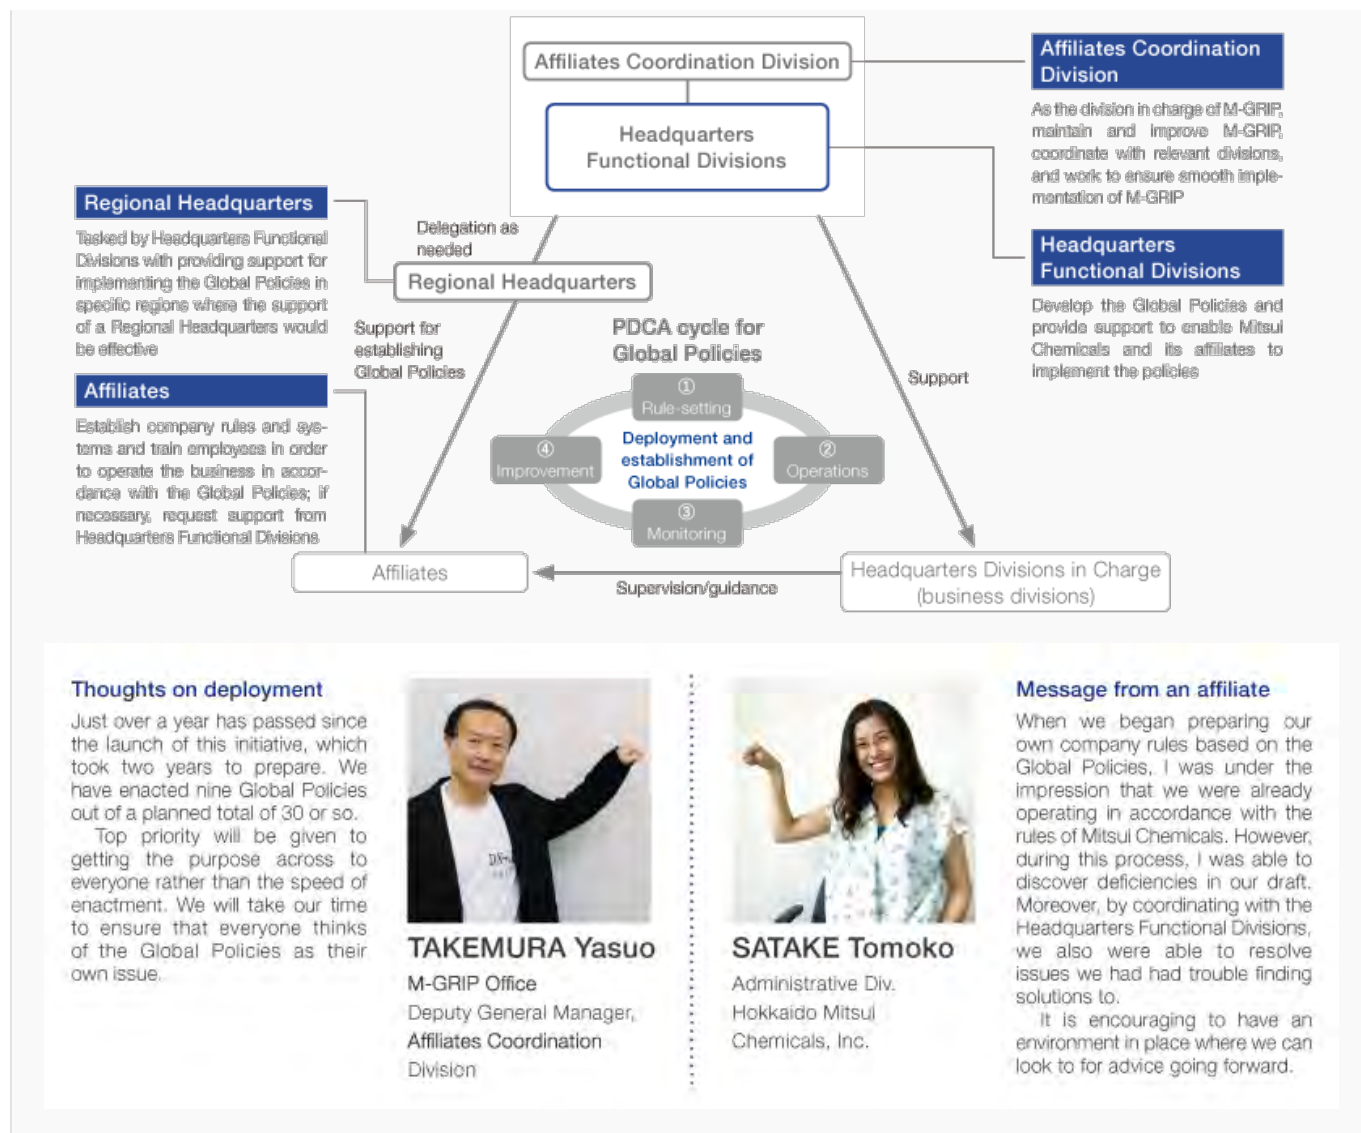 Affiliates Coordination Division
Headquarters
Functional Divisions
Affiliates Coordination
Division
As the division in charge of M-GRIP,
maintain and improve M-GRIP,
coordinate with relevant divisions,
and work to ensure smooth imple-
mentation of M-GRIP
Headquarters
Functional Divisions
Develop the Global Policies and
provide support to enable Mitsui
Chemicals and its affiliates to
implement the policies
Regional Headquarters
Tasked by Headquarters Functional
Divisions with providing support for
implementing the Global Policies in
specific regions where the support
of a Regional Headquarters would
be effective
Affiliates
Establish company rules and sys-
tems and train employees in order
to operate the business in accor-
dance with the Global Policies; if
necessary, request support from
Headquarters Functional Divisions
Delegation as
needed
Regional Headquarters
Support for
establishing
Global Policies
PDCA cycle for
Global Policies
①
Rule-setting
②
Operations
③
Monitoring
④
Improvement
Deployment and
establishment of
Global Policies
Support
Affiliates
Supervision/guidance
Headquarters Divisions in Charge
(business divisions)
Thoughts on deployment
Just over a year has passed since
the launch of this initiative, which
took two years to prepare. We
have enacted nine Global Policies
out of a planned total of 30 or so.
Top priority will be given to
getting the purpose across to
everyone rather than the speed of
enactment. We will take our time
to ensure that everyone thinks
of the Global Policies as their
own issue.
TAKEMURA Yasuo
M-GRIP Office
Deputy General Manager,
Affiliates Coordination
Division
SATAKE Tomoko
Administrative Div.
Hokkaido Mitsui
Chemicals, Inc.
Message from an affiliate
When we began preparing our
own company rules based on the
Global Policies, I was under the
impression that we were already
operating in accordance with the
rules of Mitsui Chemicals. However,
during this process, I was able to
discover deficiencies in our draft.
Moreover, by coordinating with the
Headquarters Functional Divisions,
we also were able to resolve
issues we had had trouble finding
solutions to.
It is encouraging to have an
environment in place where we can
look to for advice going forward.